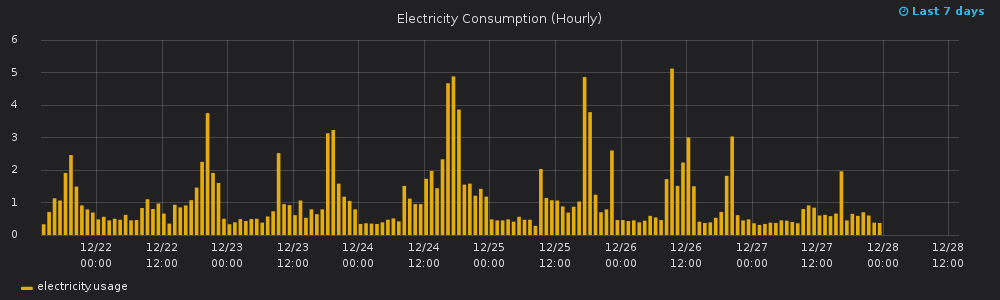 Electricity Consumption (Hourly)
Last 7 days
6
5
4
3
2
1
0
12/22 12/22 12/23 12/23 12/24 12/24 12/25 12/25 12/26 12/26 12/27 12/27 12/28 12/28
00:00 12:00 00:00 12:00 00:00 12:00 00:00 12:00 00:00 12:00 00:00 12:00 00:00 12:00
electricity.usage